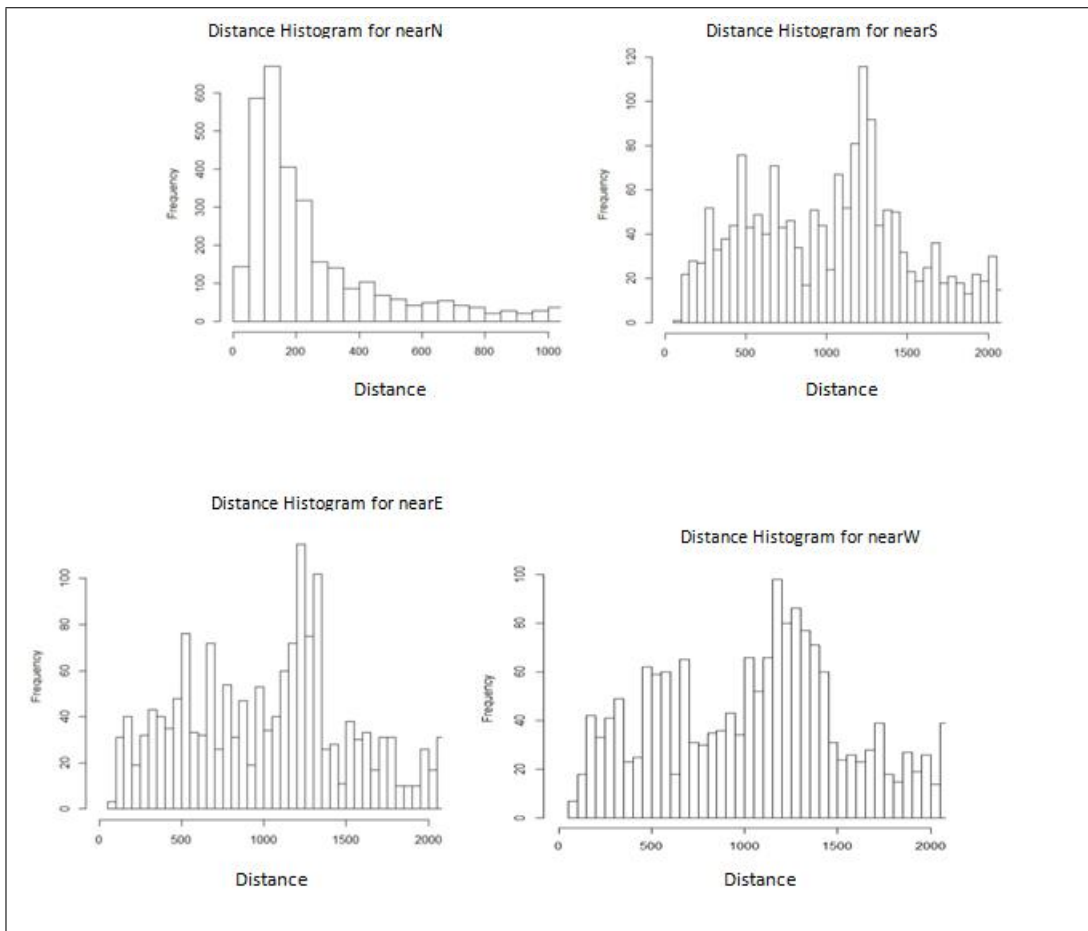 Distance Histogram for nearN
Frequency
0 100 200 300 400 500 600
0 200 400 600 800 1000
Distance
Distance Histogram for nearS
Frequency
0 20 40 60 80 100 120
0 500 1000 1500 2000
Distance
Distance Histogram for nearE
Frequency
0 20 40 60 80 100
0 500 1000 1500 2000
Distance
Distance Histogram for nearW
Frequency
0 20 40 60 80 100
0 500 1000 1500 2000
Distance